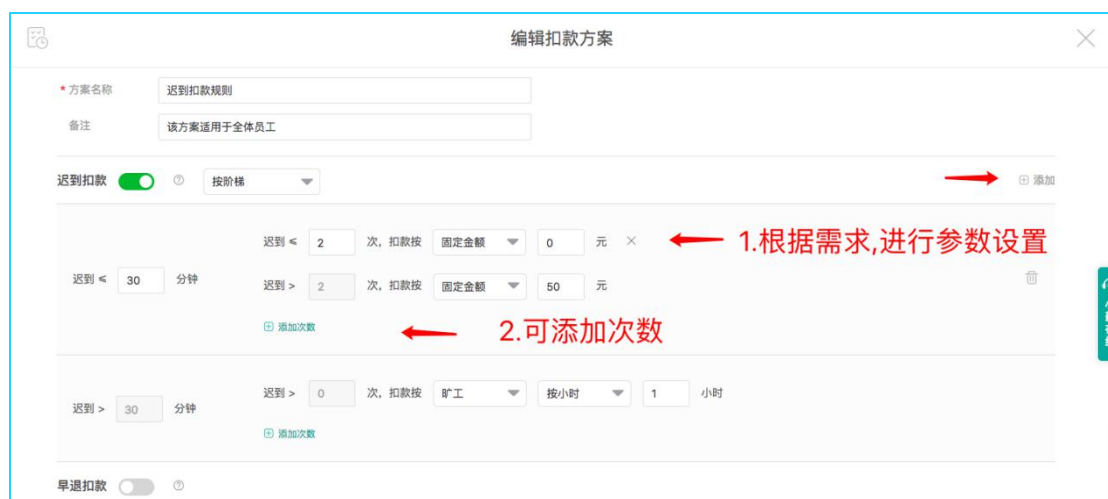 编辑扣款方案
* 方案名称 迟到扣款规则
备注 该方案适用于全体员工
迟到扣款 按阶梯 添加
迟到 ≤ 2 次, 扣款按 固定金额 0 元 1.根据需求,进行参数设置
迟到 ≤ 30 分钟
迟到 > 2 次, 扣款按 固定金额 50 元
添加次数 2.可添加次数
迟到 > 0 次, 扣款按 旷工 按小时 1 小时
迟到 > 30 分钟
添加次数
早退扣款